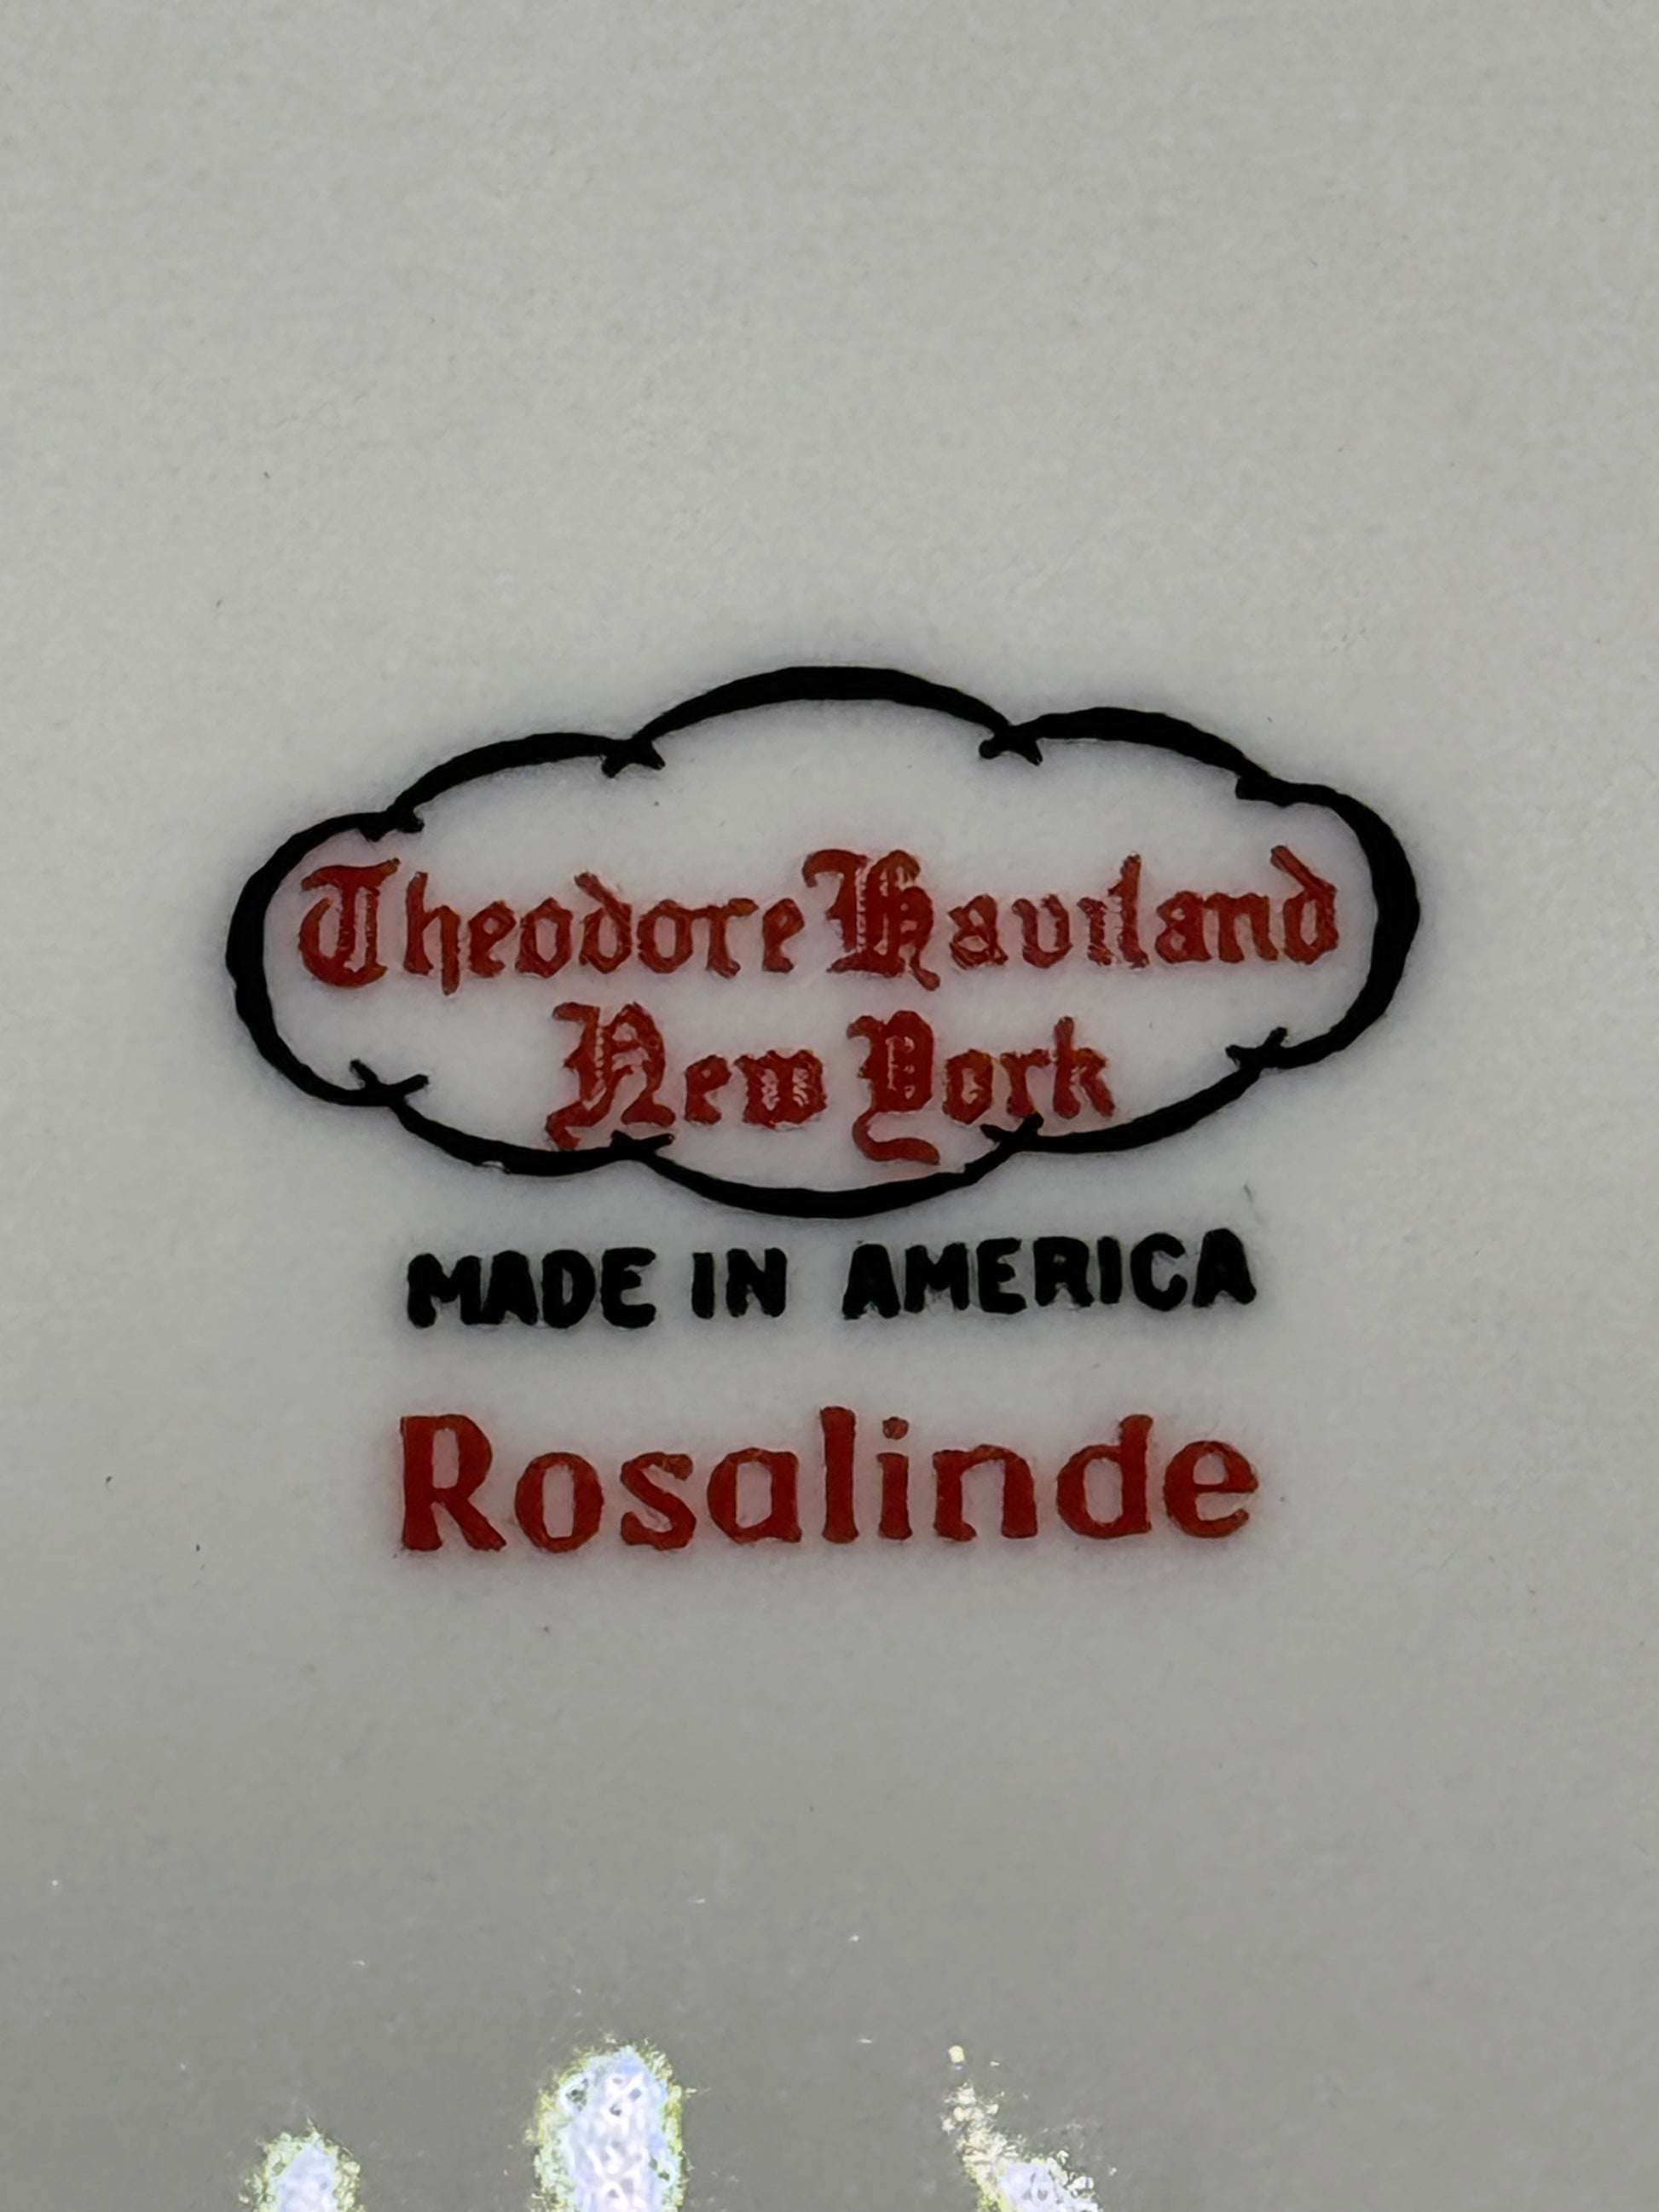 Theodore Haviland
New York
MADE IN AMERICA
Rosalinde